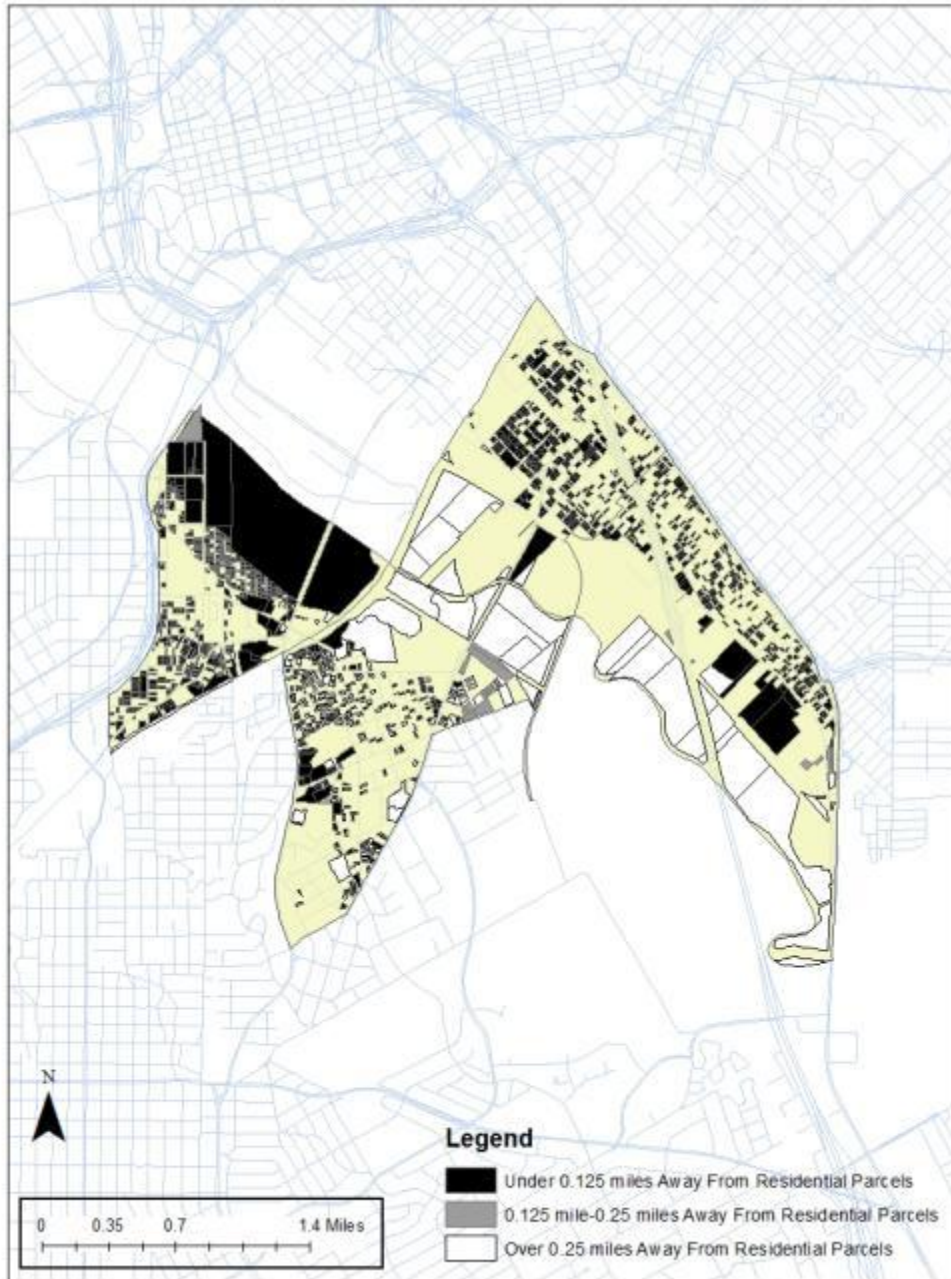 N
Legend
Under 0.125 miles Away From Residential Parcels
0.125 mile-0.25 miles Away From Residential Parcels
Over 0.25 miles Away From Residential Parcels
0 0.35 0.7 1.4 Miles